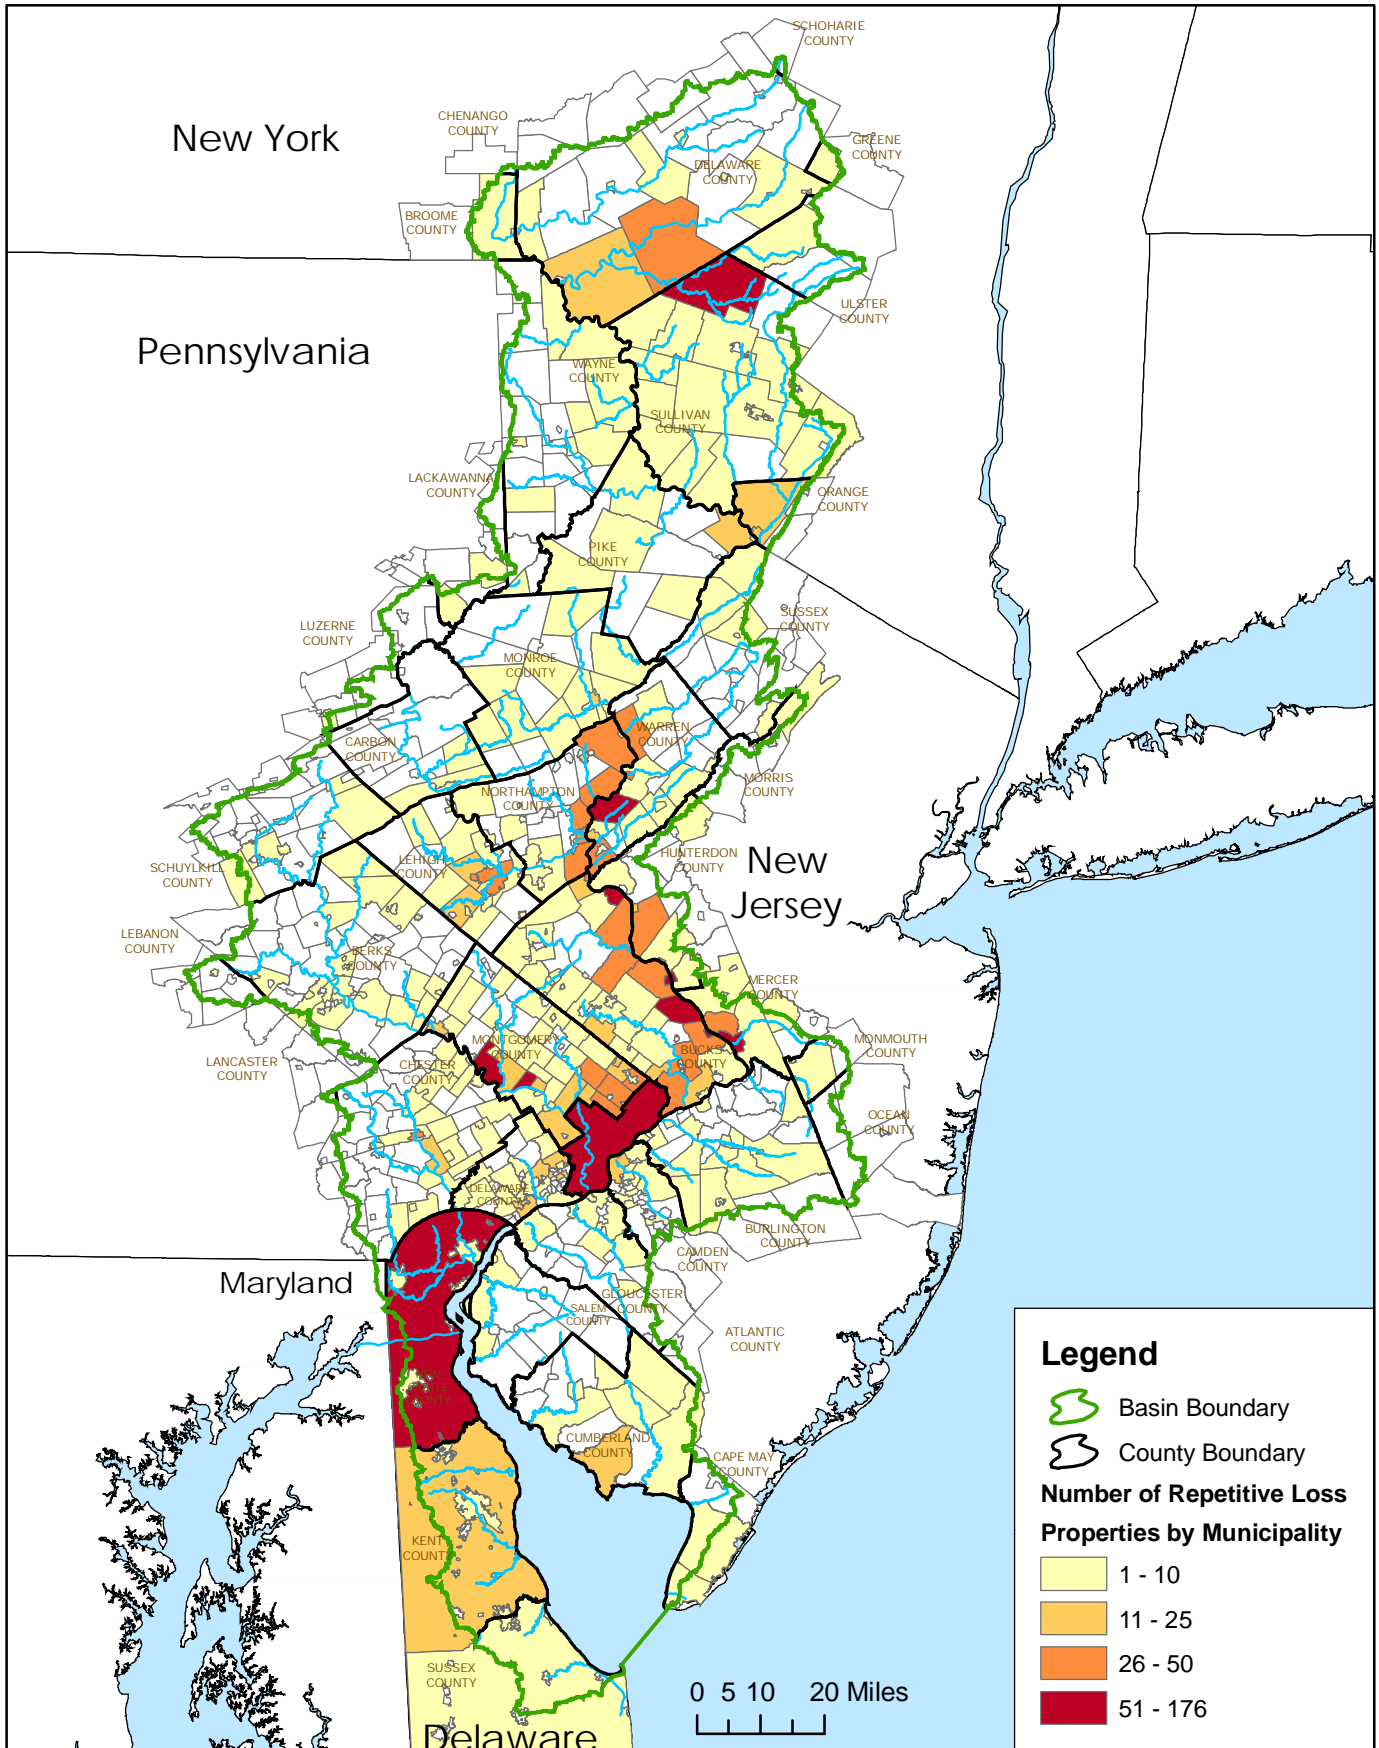 SCHOHARIE
COUNTY
CHENANGO
COUNTY
New York
GREENE
COUNTY
DELAWARE
COUNTY
BROOME
COUNTY
ULSTER
COUNTY
Pennsylvania
WAYNE
COUNTY
SULLIVAN
COUNTY
LACKAWANNA
COUNTY
ORANGE
COUNTY
PIKE
COUNTY
SUSSEX
COUNTY
LUZERNE
COUNTY
MONROE
COUNTY
WARREN
COUNTY
CARBON
COUNTY
MORRIS
COUNTY
NORTHAMPTON
COUNTY
HUNTERDON
COUNTY
New
Jersey
LEHIGH
COUNTY
SCHUYLKILL
COUNTY
LEBANON
COUNTY
BERKS
COUNTY
MERCER
COUNTY
MONMOUTH
COUNTY
MONTGOMERY
COUNTY
BUCKS
COUNTY
LANCASTER
COUNTY
CHESTER
COUNTY
OCEAN
COUNTY
DELAWARE
COUNTY
BURLINGTON
COUNTY
CAMDEN
COUNTY
Maryland
GLOUCESTER
COUNTY
SALEM
COUNTY
ATLANTIC
COUNTY
CUMBERLAND
COUNTY
CAPE MAY
COUNTY
KENT
COUNTY
SUSSEX
COUNTY
Delaware
0 5 10 20 Miles
Legend
Basin Boundary
County Boundary
Number of Repetitive Loss
Properties by Municipality
1 - 10
11 - 25
26 - 50
51 - 176